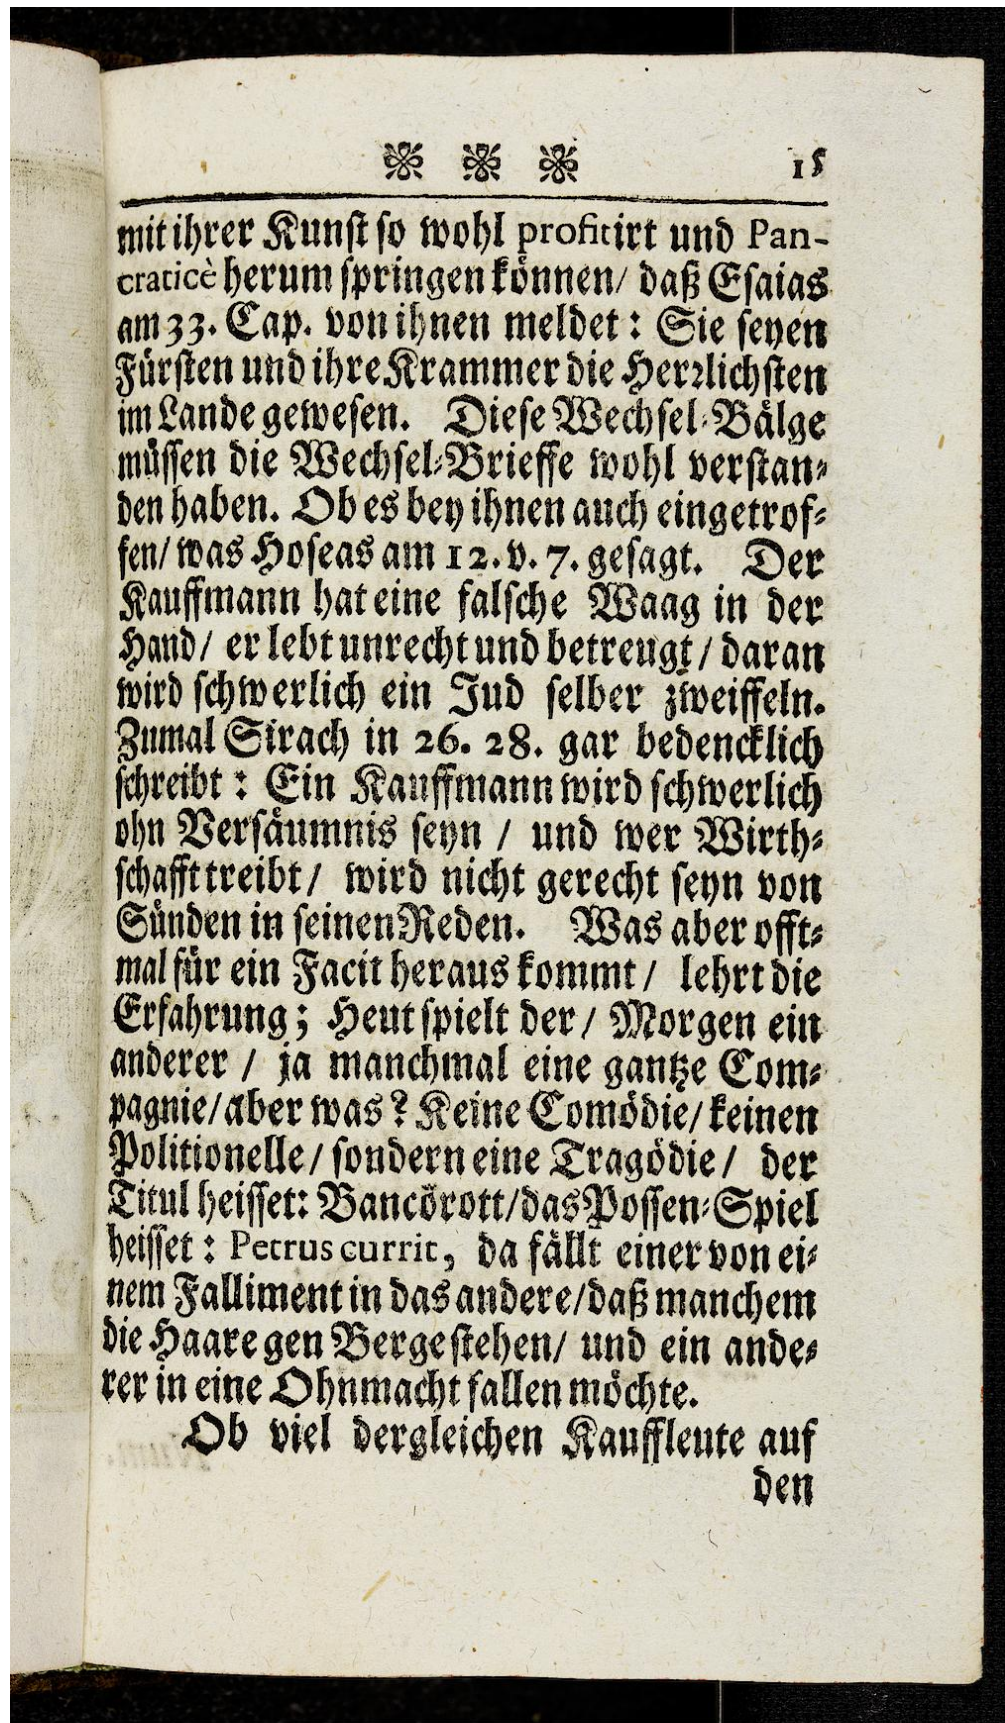 15
mit ihrer Kunst so wohl profitirt und Pan-
craticè herum springen können/ daß Esaias
am 33. Cap. von ihnen meldet: Sie seyen
Fürsten und ihre Krammer die Herrlichsten
im Lande gewesen. Diese Wechsel-Bälge
müssen die Wechsel-Brieffe wohl verstan-
den haben. Ob es bey ihnen auch eingetrof-
fen/ was Hoseas am 12. v. 7. gesagt. Der
Kauffmann hat eine falsche Waag in der
Hand/ er lebt unrecht und betreugt/ daran
wird schwerlich ein Jud selber zweiffeln.
Zumal Sirach in 26. 28. gar bedencklich
schreibt: Ein Kauffmann wird schwerlich
ohn Versäumnis seyn / und wer Wirth-
schafft treibt/ wird nicht gerecht seyn von
Sünden in seinen Reden. Was aber offt-
mal für ein Facit heraus kommt/ lehrt die
Erfahrung; Heut spielt der/ Morgen ein
anderer / ja manchmal eine gantze Com-
pagnie/ aber was? Keine Comödie/ keinen
Politionelle/ sondern eine Tragödie/ der
Titul heisset: Bancörott/ das Possen-Spiel
heisset: Petrus currit, da fällt einer von ei-
nem Falliment in das andere/ daß manchem
die Haare gen Berge stehen/ und ein ande-
rer in eine Ohnmacht fallen möchte.
Ob viel dergleichen Kauffleute auf
den